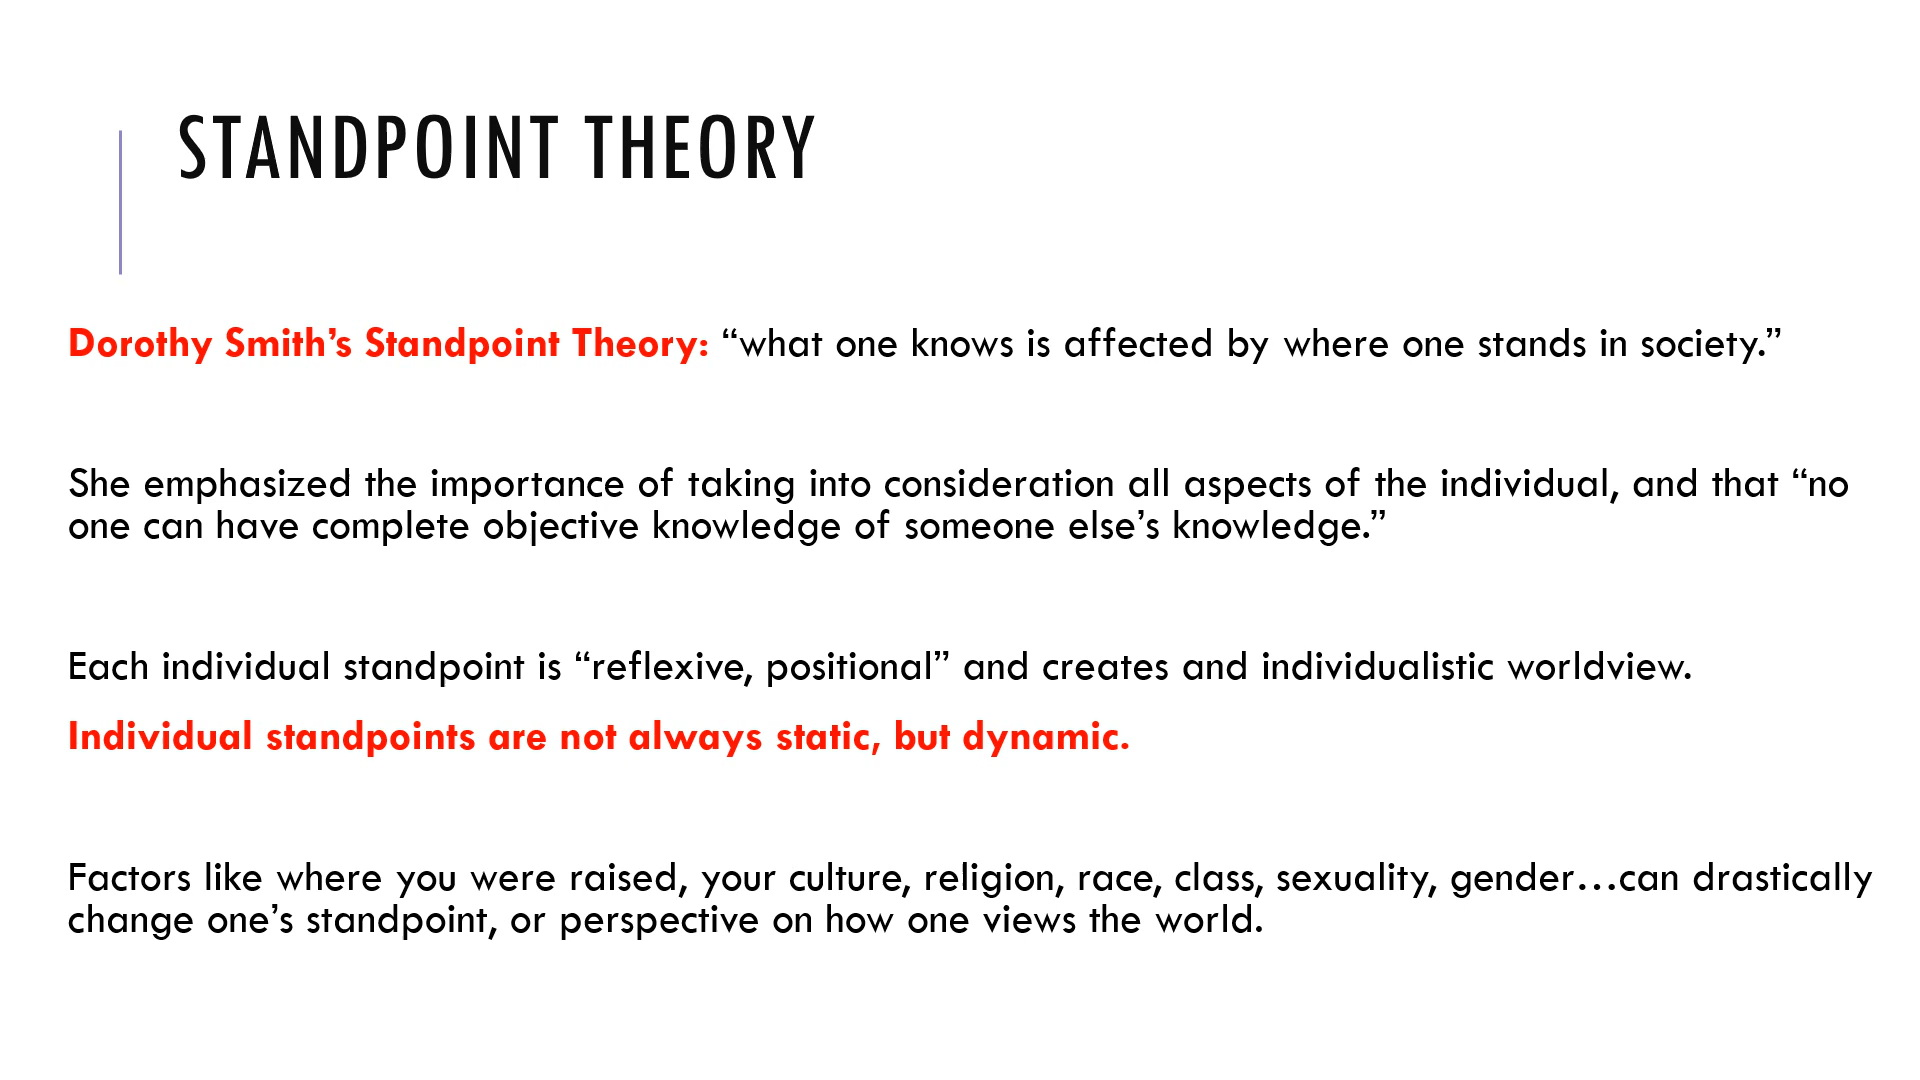 STANDPOINT THEORY
Dorothy Smith’s Standpoint Theory: “what one knows is affected by where one stands in society.”
She emphasized the importance of taking into consideration all aspects of the individual, and that “no
one can have complete objective knowledge of someone else’s knowledge.”
Each individual standpoint is “reflexive, positional” and creates and individualistic worldview.
Individual standpoints are not always static, but dynamic.
Factors like where you were raised, your culture, religion, race, class, sexuality, gender…can drastically
change one’s standpoint, or perspective on how one views the world.